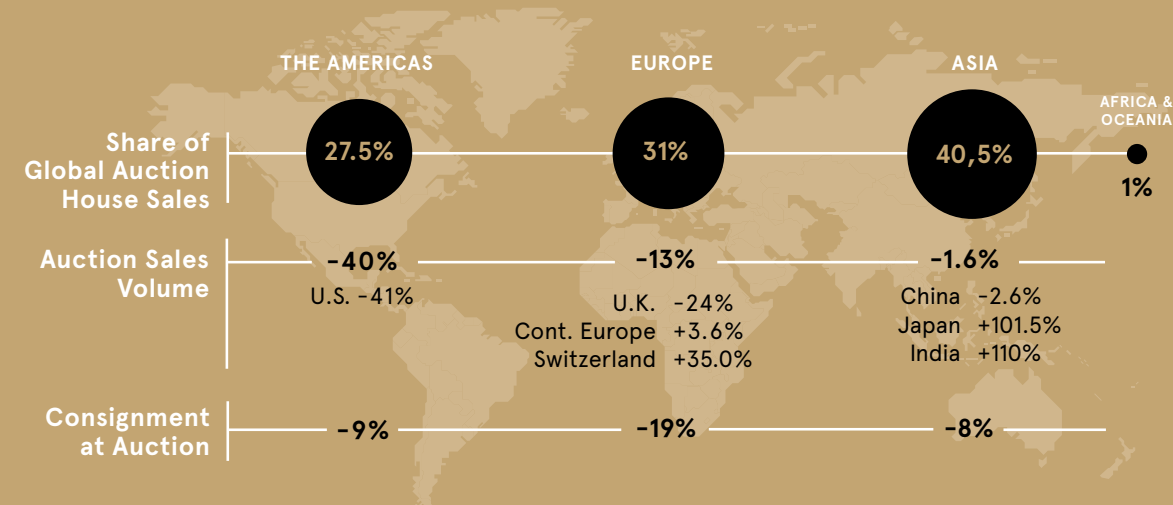 THE AMERICAS
EUROPE
ASIA
AFRICA &
OCEANIA
Share of
Global Auction
House Sales
27.5%
31%
40,5%
1%
Auction Sales
Volume
-40%
-13%
-1.6%
U.S. -41%
U.K. -24%
Cont. Europe +3.6%
Switzerland +35.0%
China -2.6%
Japan +101.5%
India +110%
Consignment
at Auction
-9%
-19%
-8%